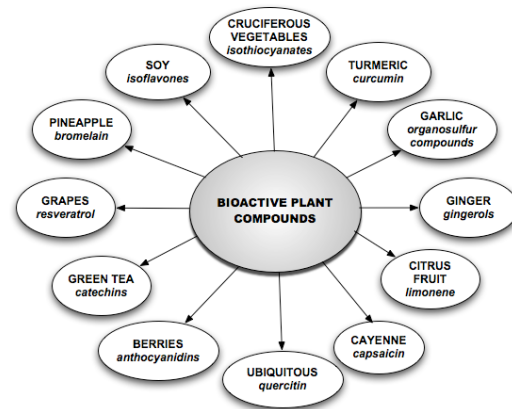 CRUCIFEROUS
VEGETABLES
isothiocyanates
TURMERIC
curcumin
GARLIC
organosulfur
compounds
GINGER
gingerols
CITRUS
FRUIT
limonene
CAYENNE
capsaicin
UBIQUITOUS
quercitin
BERRIES
anthocyanidins
GREEN TEA
catechins
GRAPES
resveratrol
PINEAPPLE
bromelain
SOY
isoflavones
BIOACTIVE PLANT
COMPOUNDS